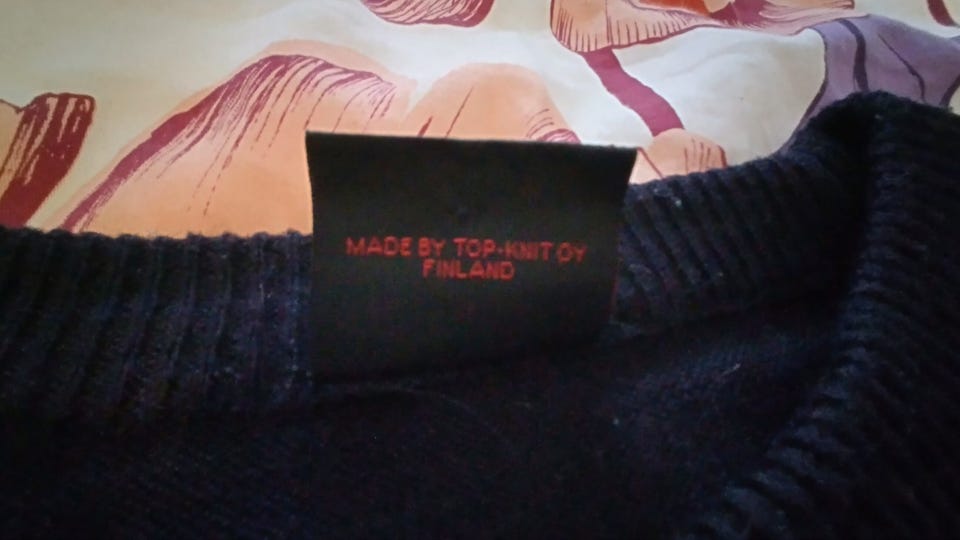 MADE BY TOP-KNIT OY
FINLAND